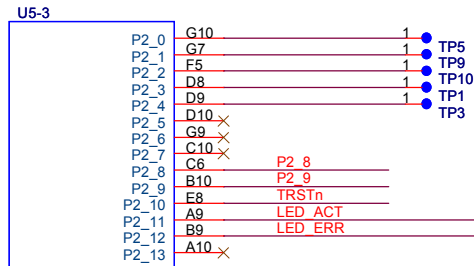 U5-3
P2_0 G10 1 TP5
P2_1 G7 1 TP9
P2_2 F5 1 TP10
P2_3 D8 1 TP1
P2_4 D9 1 TP3
P2_5 D10
P2_6 G9
P2_7 C10
P2_8 C6 P2_8
P2_9 B10 P2_9
P2_10 E8 TRSTn
P2_11 A9 LED_ACT
P2_12 B9 LED_ERR
P2_13 A10